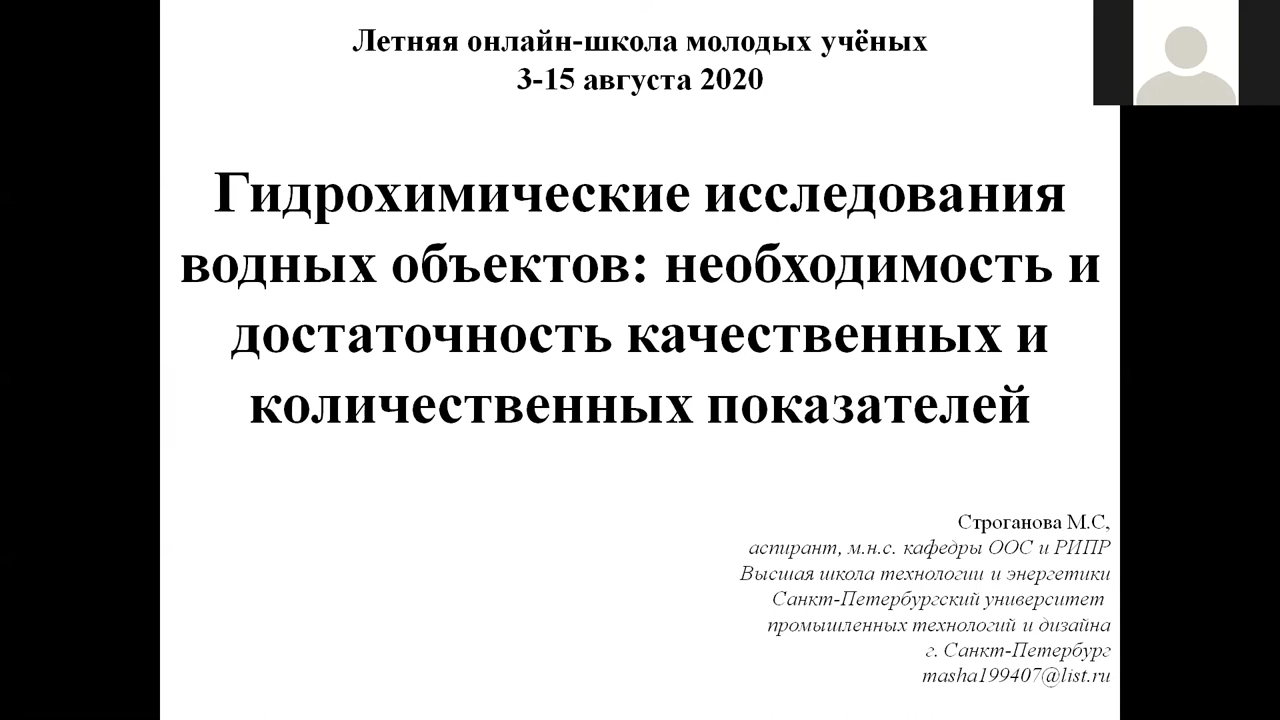 Летняя онлайн-школа молодых учёных
3-15 августа 2020
Гидрохимические исследования
водных объектов: необходимость и
достаточность качественных и
количественных показателей
Строганова М.С,
аспирант, м.н.с. кафедры ООС и РИПР
Высшая школа технологии и энергетики
Санкт-Петербургский университет
промышленных технологий и дизайна
г. Санкт-Петербург
masha199407@list.ru